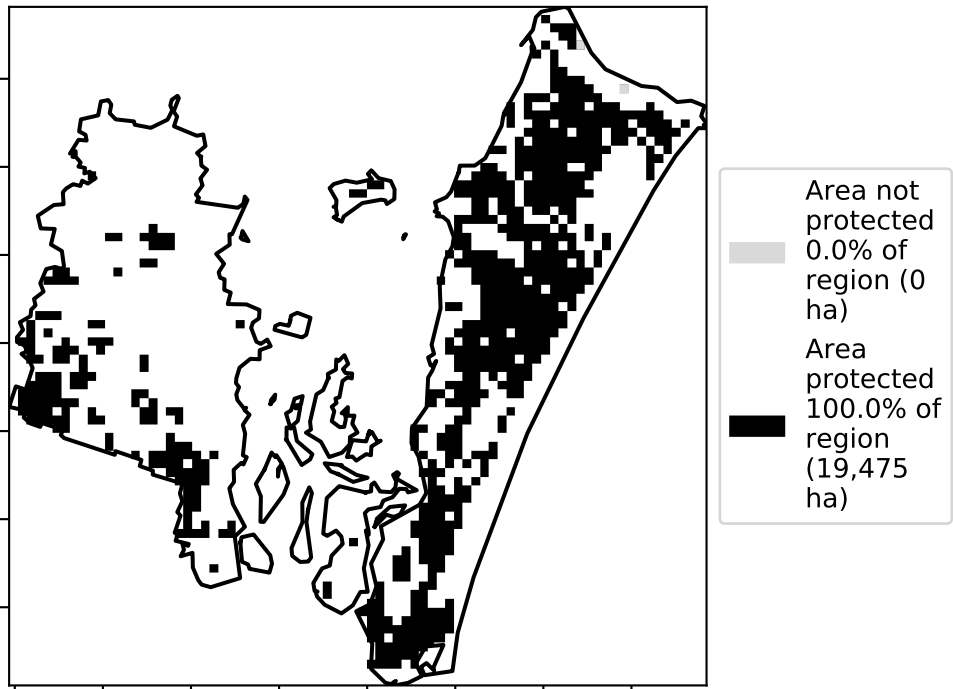 Area not
protected
0.0% of
region (0
ha)
Area
protected
100.0% of
region
(19,475
ha)